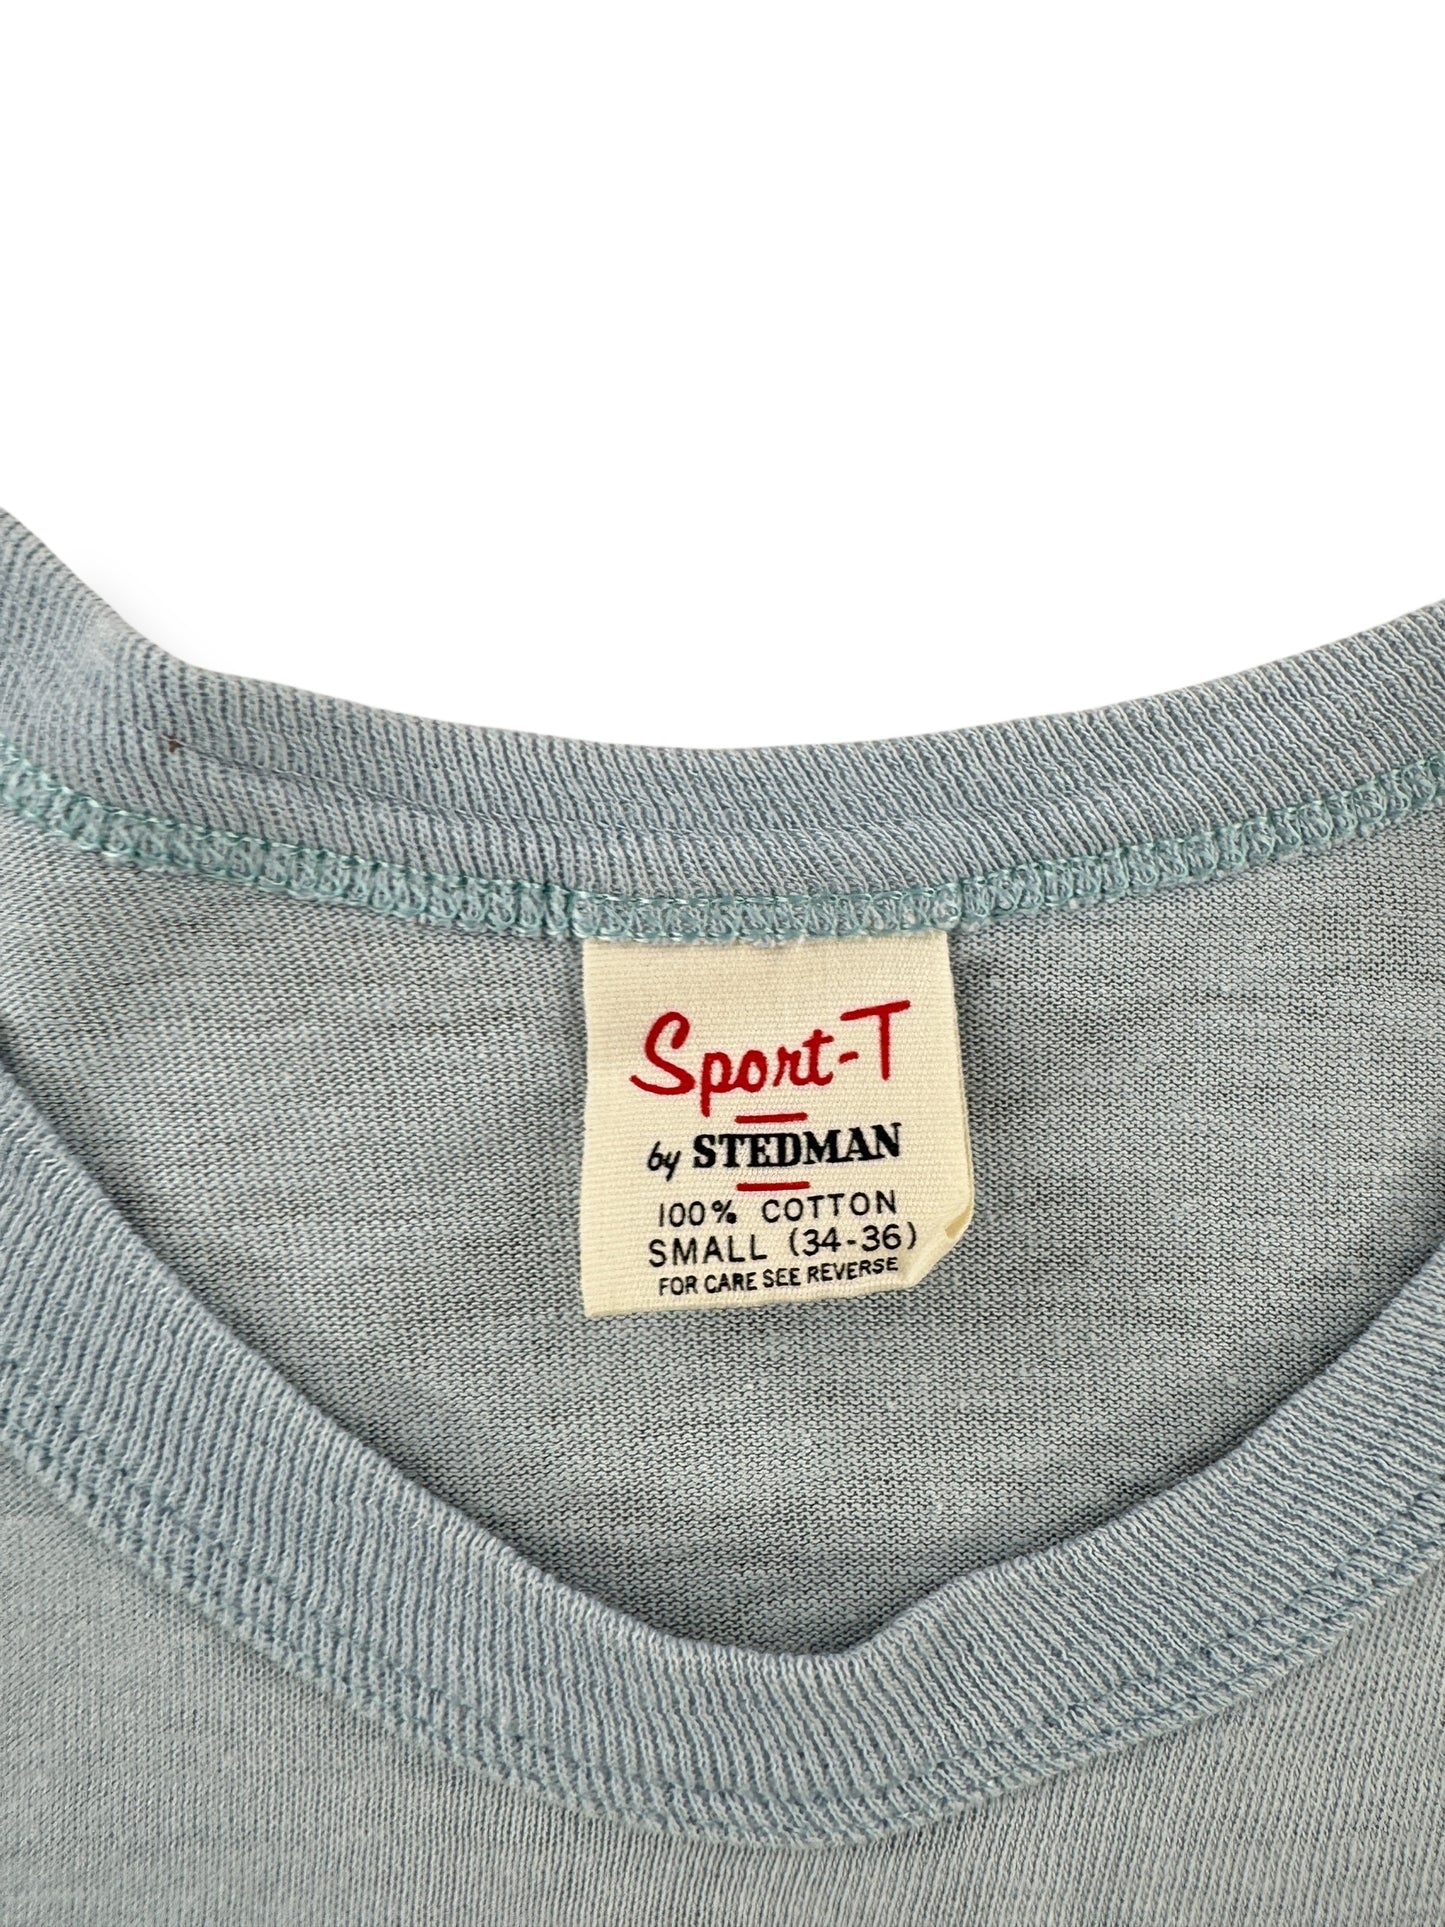 Sport-T
by STEDMAN
100% COTTON
SMALL (34-36)
FOR CARE SEE REVERSE